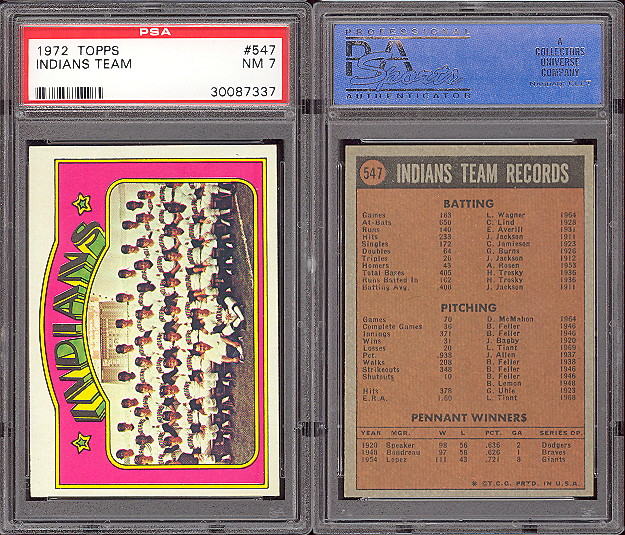 PSA
1972 TOPPS #547
INDIANS TEAM NM 7
30087337
INDIANS
PROFESSIONAL
PSA
Sports
AUTHENTICATOR
A
COLLECTORS
UNIVERSE
COMPANY
547 INDIANS TEAM RECORDS
BATTING
Games 163 L. Wagner 1964
At-Bats 650 C. Lind 1928
Runs 140 E. Averill 1931
Hits 233 J. Jackson 1911
Singles 172 C. Jamieson 1923
Doubles 64 G. Burns 1926
Triples 26 J. Jackson 1912
Homers 43 A. Rosen 1953
Total Bases 405 H. Trosky 1936
Runs Batted In 162 H. Trosky 1936
Batting Avg. .408 J. Jackson 1911
PITCHING
Games 70 D. McMahon 1964
Complete Games 36 B. Feller 1946
Innings 371 B. Feller 1946
Wins 31 J. Bagby 1920
Losses 20 L. Tiant 1969
Pct. .938 J. Allen 1937
Walks 208 B. Feller 1938
Strikeouts 348 B. Feller 1946
Shutouts 10 B. Feller 1946
B. Lemon 1948
Hits 378 G. Uhle 1923
E.R.A. 1.60 L. Tiant 1968
PENNANT WINNERS
YEAR MGR. W L PCT. GA SERIES OP.
1920 Speaker 98 56 .636 2 Dodgers
1948 Boudreau 97 56 .626 1 Braves
1954 Lopez 111 43 .721 8 Giants
* ©T.C.G. PRTD. IN U.S.A.